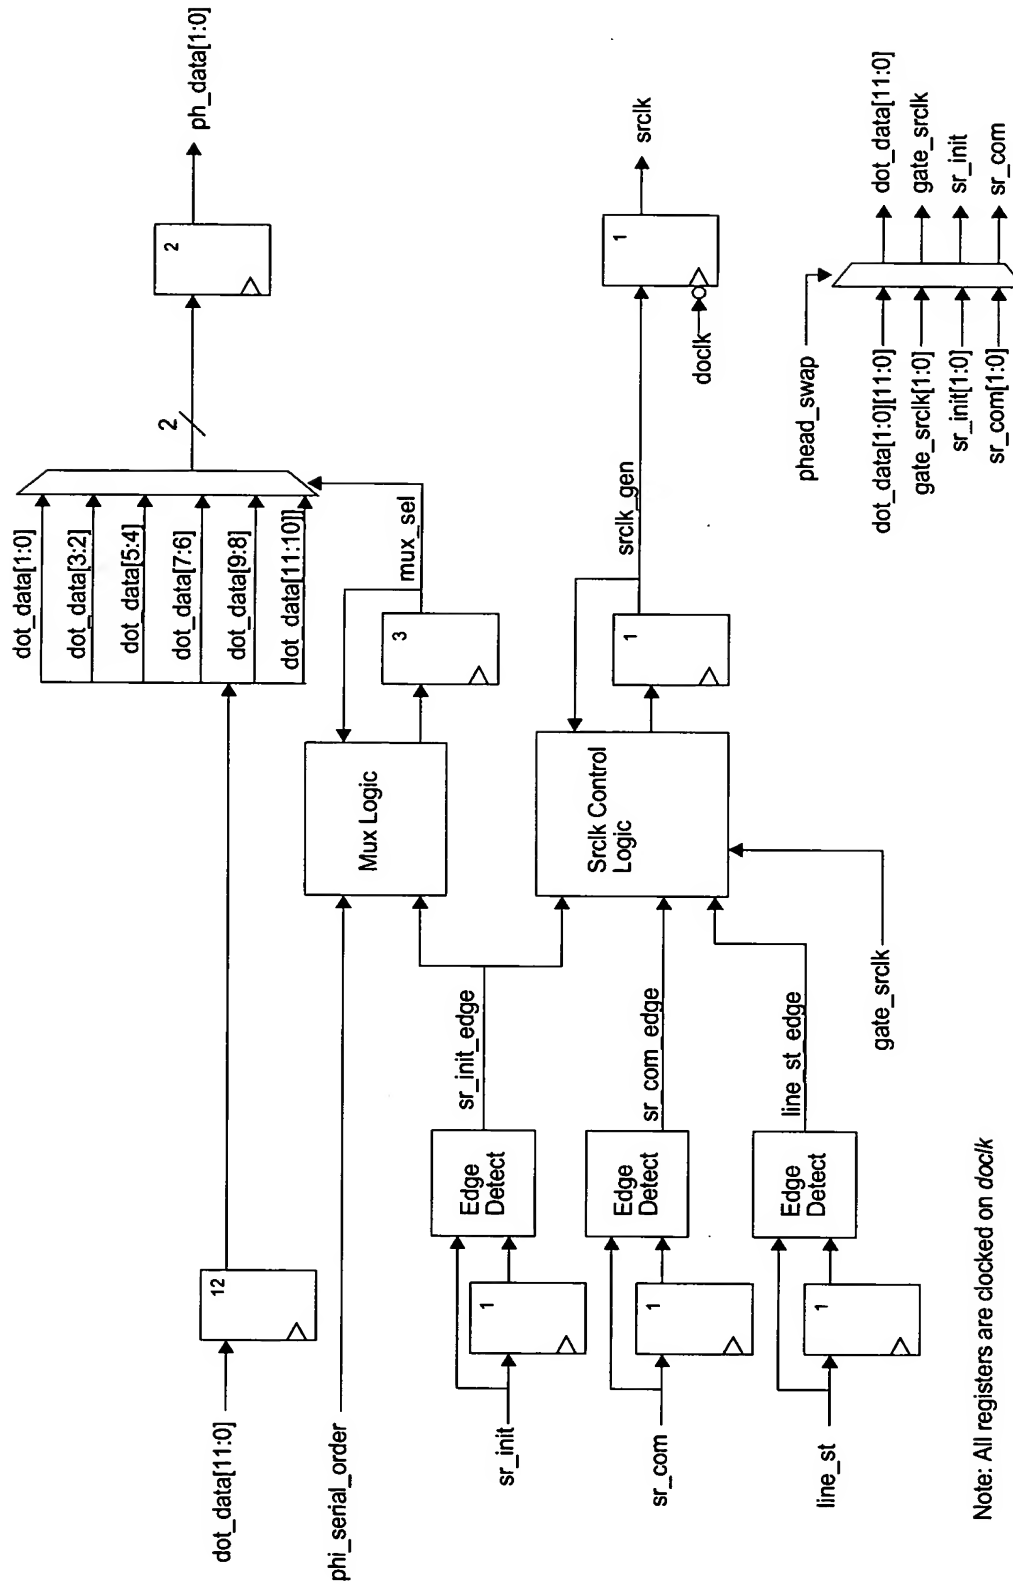 dot_data[11:0]
12
dot_data[1:0]
dot_data[3:2]
dot_data[5:4]
dot_data[7:6]
dot_data[9:8]
dot_data[11:10]]
2
2
ph_data[1:0]
phi_serial_order
Mux Logic
3
mux_sel
sr_init
1
Edge
Detect
sr_init_edge
sr_com
1
Edge
Detect
sr_com_edge
line_st
1
Edge
Detect
line_st_edge
gate_srclk
Srclk Control
Logic
1
srclk_gen
doclk
1
srclk
phead_swap
dot_data[1:0][11:0]
dot_data[11:0]
gate_srclk[1:0]
gate_srclk
sr_init[1:0]
sr_init
sr_com[1:0]
sr_com
Note: All registers are clocked on doclk